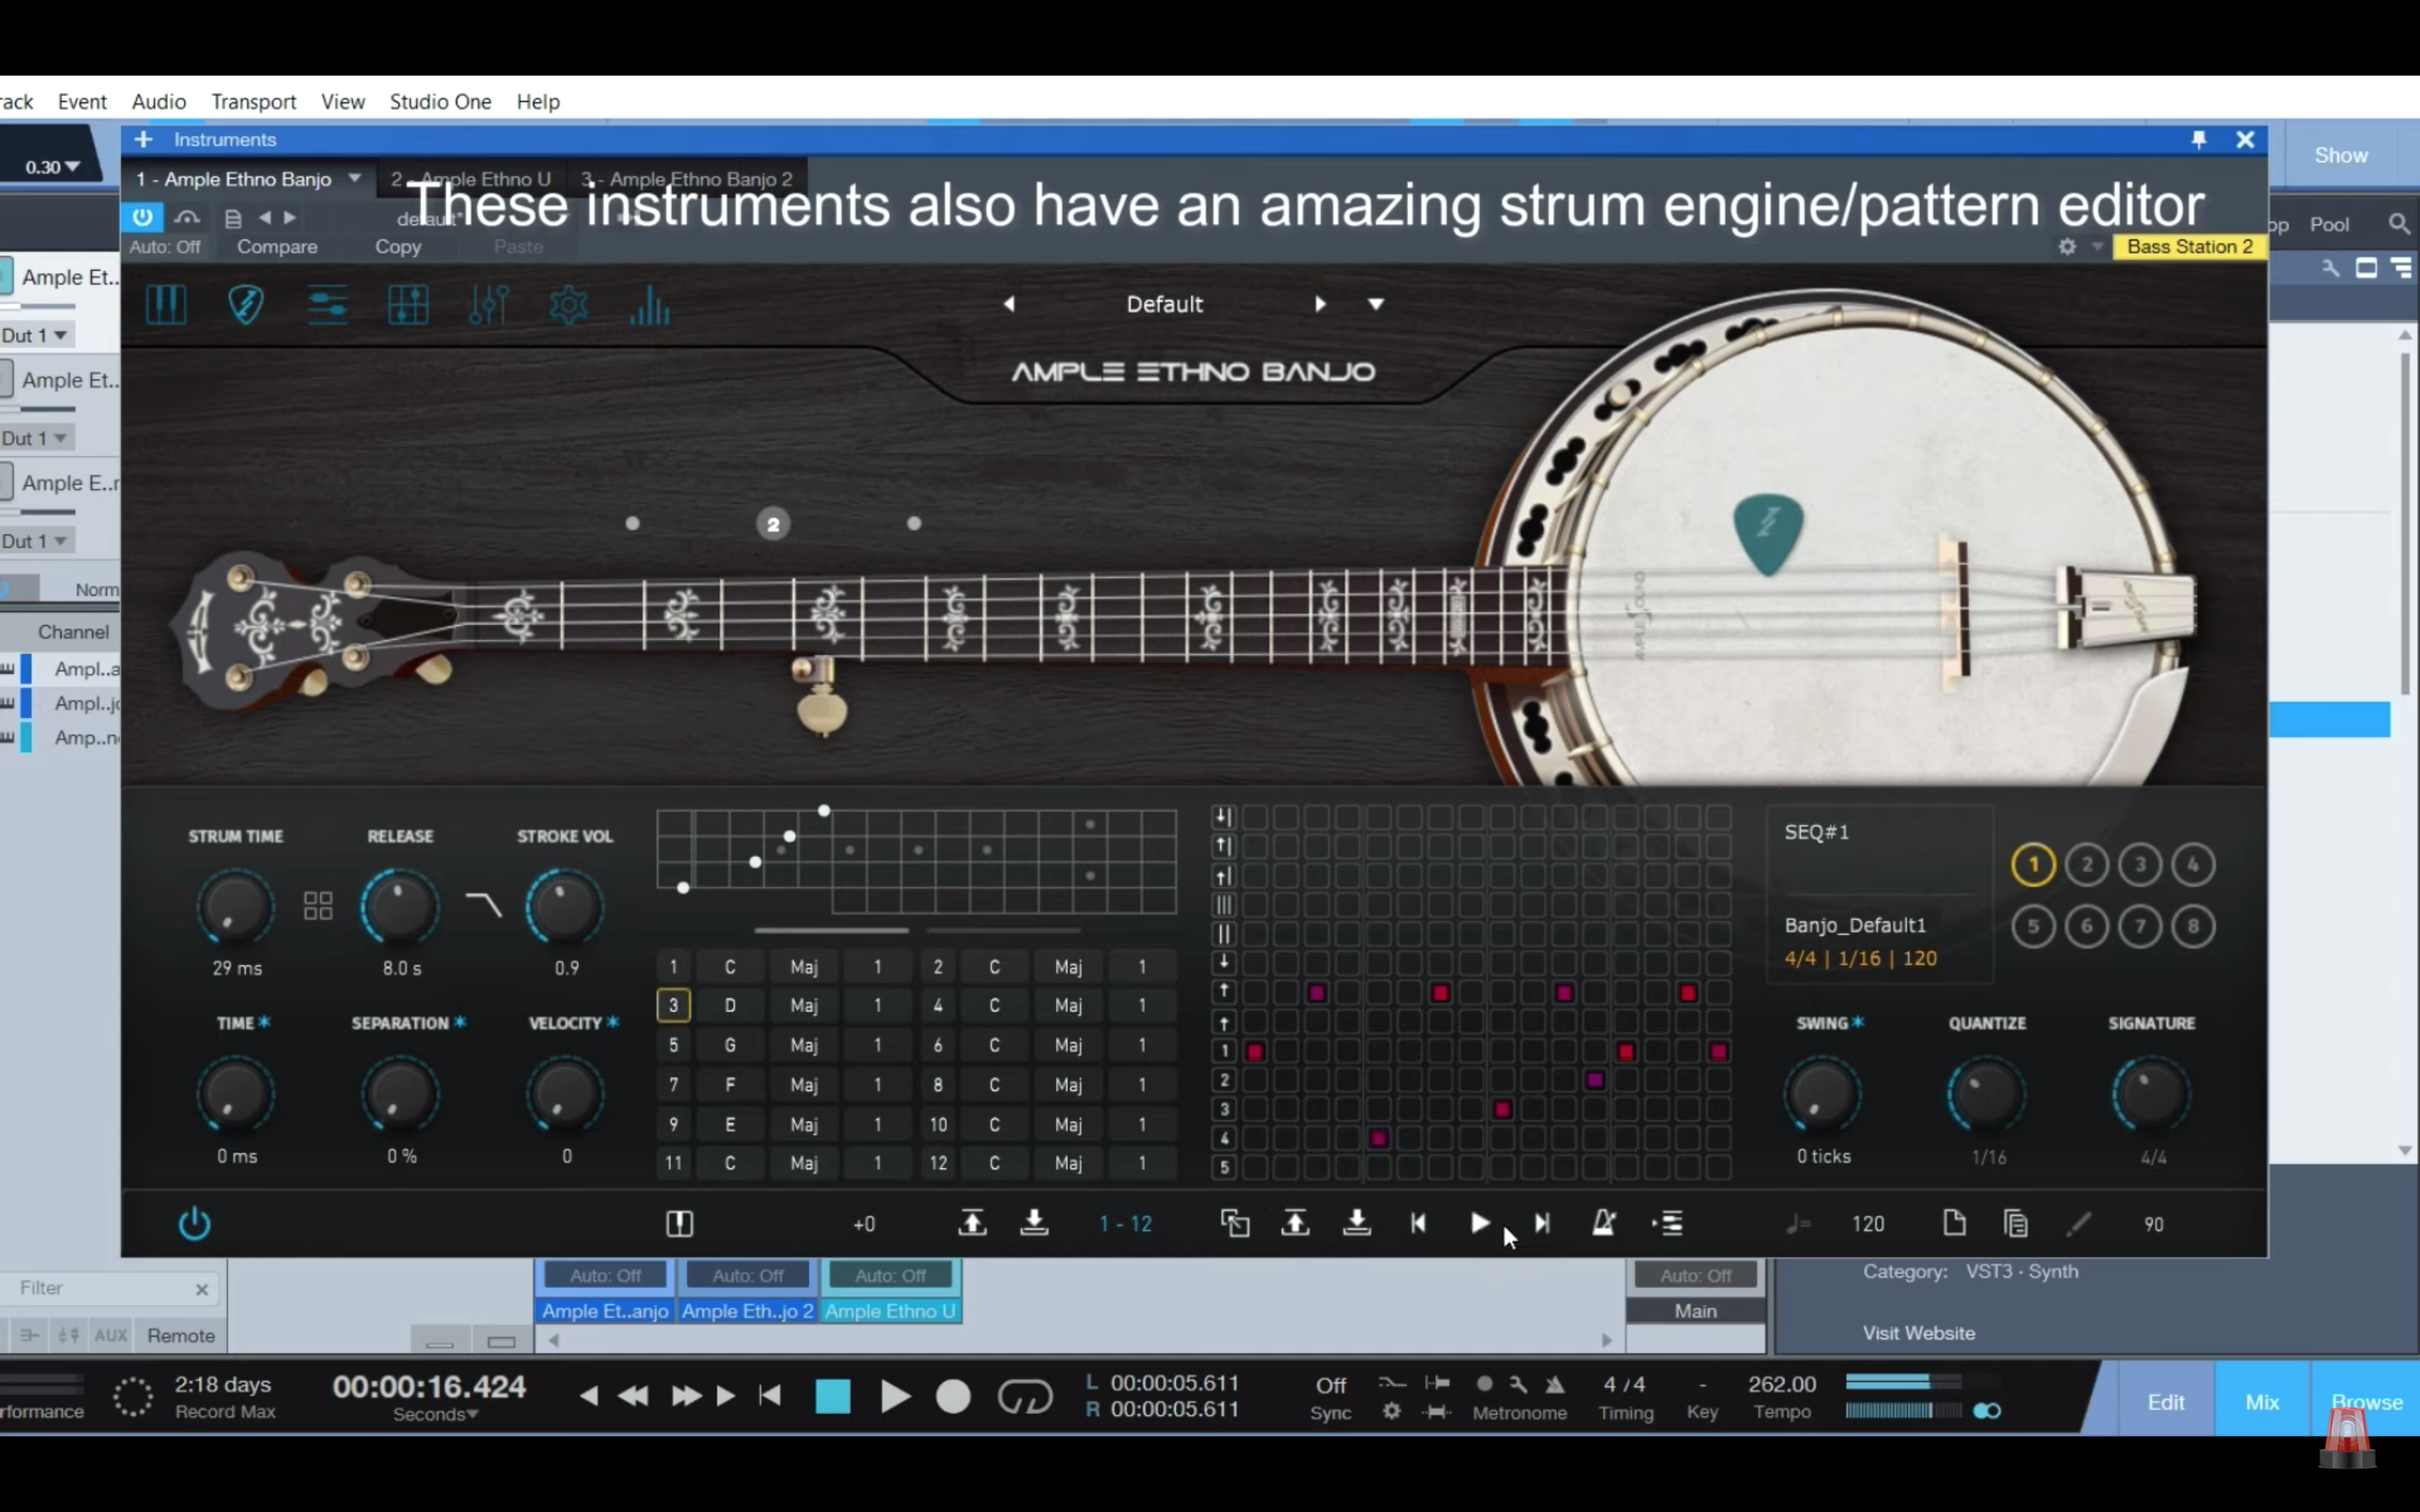 rack Event Audio Transport View Studio One Help
Instruments
0.30
Show
1 - Ample Ethno Banjo
2 - Ample Ethno U
3 - Ample Ethno Banjo 2
These instruments also have an amazing strum engine/pattern editor
default*
op Pool
Auto: Off Compare Copy Paste
Bass Station 2
Ample Et..
Out 1
Ample Et..
Out 1
Ample E..r
Out 1
Norm
Channel
Ampl..a
Ampl..jo
Amp..n
Default
AMPLE ETHNO BANJO
2
STRUM TIME RELEASE STROKE VOL
29 ms 8.0 s 0.9
TIME SEPARATION VELOCITY
0 ms 0 % 0
1 C Maj 1 2 C Maj 1
3 D Maj 1 4 C Maj 1
5 G Maj 1 6 C Maj 1
7 F Maj 1 8 C Maj 1
9 E Maj 1 10 C Maj 1
11 C Maj 1 12 C Maj 1
1
2
3
4
5
SEQ#1
Banjo_Default1
4/4 | 1/16 | 120
1 2 3 4
5 6 7 8
SWING QUANTIZE SIGNATURE
0 ticks 1/16 4/4
+0 1 - 12 120 90
Filter
AUX Remote
Auto: Off Auto: Off Auto: Off Auto: Off
Ample Et..anjo Ample Eth..jo 2 Ample Ethno U Main
Category: VST3 · Synth
Visit Website
rformance
2:18 days
Record Max
00:00:16.424
Seconds
L 00:00:05.611
R 00:00:05.611
Off
Sync
Metronome
4 / 4
Timing
-
Key
262.00
Tempo
Edit Mix Browse